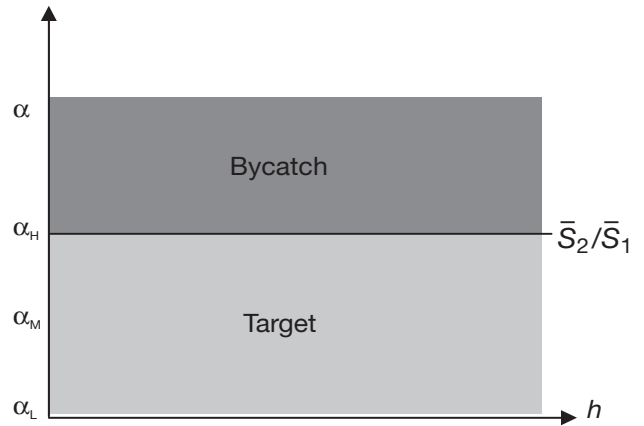 α
Bycatch
α_H
S̄₂/S̄₁
α_M
Target
α_L
h